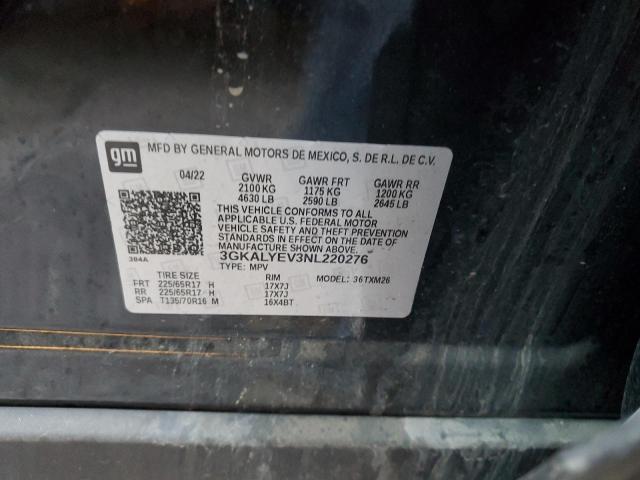 gm
MFD BY GENERAL MOTORS DE MEXICO, S. DE R.L. DE C.V.
04/22 GVWR GAWR FRT GAWR RR
2100 KG 1175 KG 1200 KG
4630 LB 2590 LB 2645 LB
THIS VEHICLE CONFORMS TO ALL
APPLICABLE U.S. FEDERAL MOTOR
VEHICLE SAFETY AND THEFT PREVENTION
STANDARDS IN EFFECT ON THE DATE OF
MANUFACTURE SHOWN ABOVE.
394A 3GKALYEV3NL220276
TYPE: MPV MODEL: 36TXM26
TIRE SIZE RIM
FRT 225/65R17 H 17X7J
RR 225/65R17 H 17X7J
SPA T135/70R16 M 16X4BT